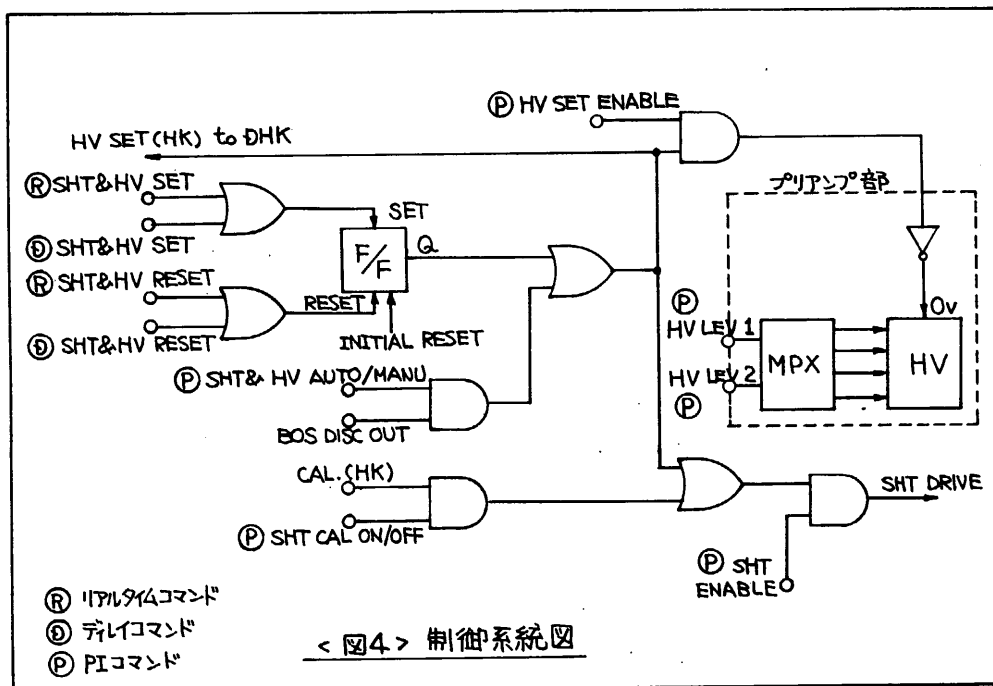 Ⓟ HV SET ENABLE
HV SET (HK) to DHK
Ⓡ SHT&HV SET
SET
Ⓓ SHT&HV SET
F/F
Q
Ⓡ SHT&HV RESET
RESET
Ⓓ SHT&HV RESET
INITIAL RESET
プリアンプ部
Ⓟ
HV LEV 1
MPX
HV LEV 2
Ⓟ
Ov
HV
Ⓟ SHT& HV AUTO/MANU
BOS DISC OUT
CAL.(HK)
Ⓟ SHT CAL ON/OFF
SHT DRIVE
Ⓟ SHT
ENABLE
Ⓡ リアルタイムコマンド
Ⓓ ディレイコマンド
Ⓟ PIコマンド
<図4> 制御系統図